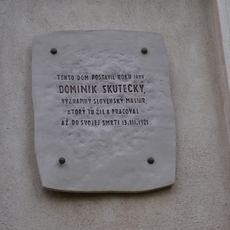 TENTO DOM POSTAVIL ROKU
DOMINIK SKUTECKÝ,
VÝZNAMNÝ SLOVENSKÝ MALIAR,
KTORÝ TU ŽIL A PRACOVAL
AŽ DO SVOJEJ SMRTI 13.III.1921